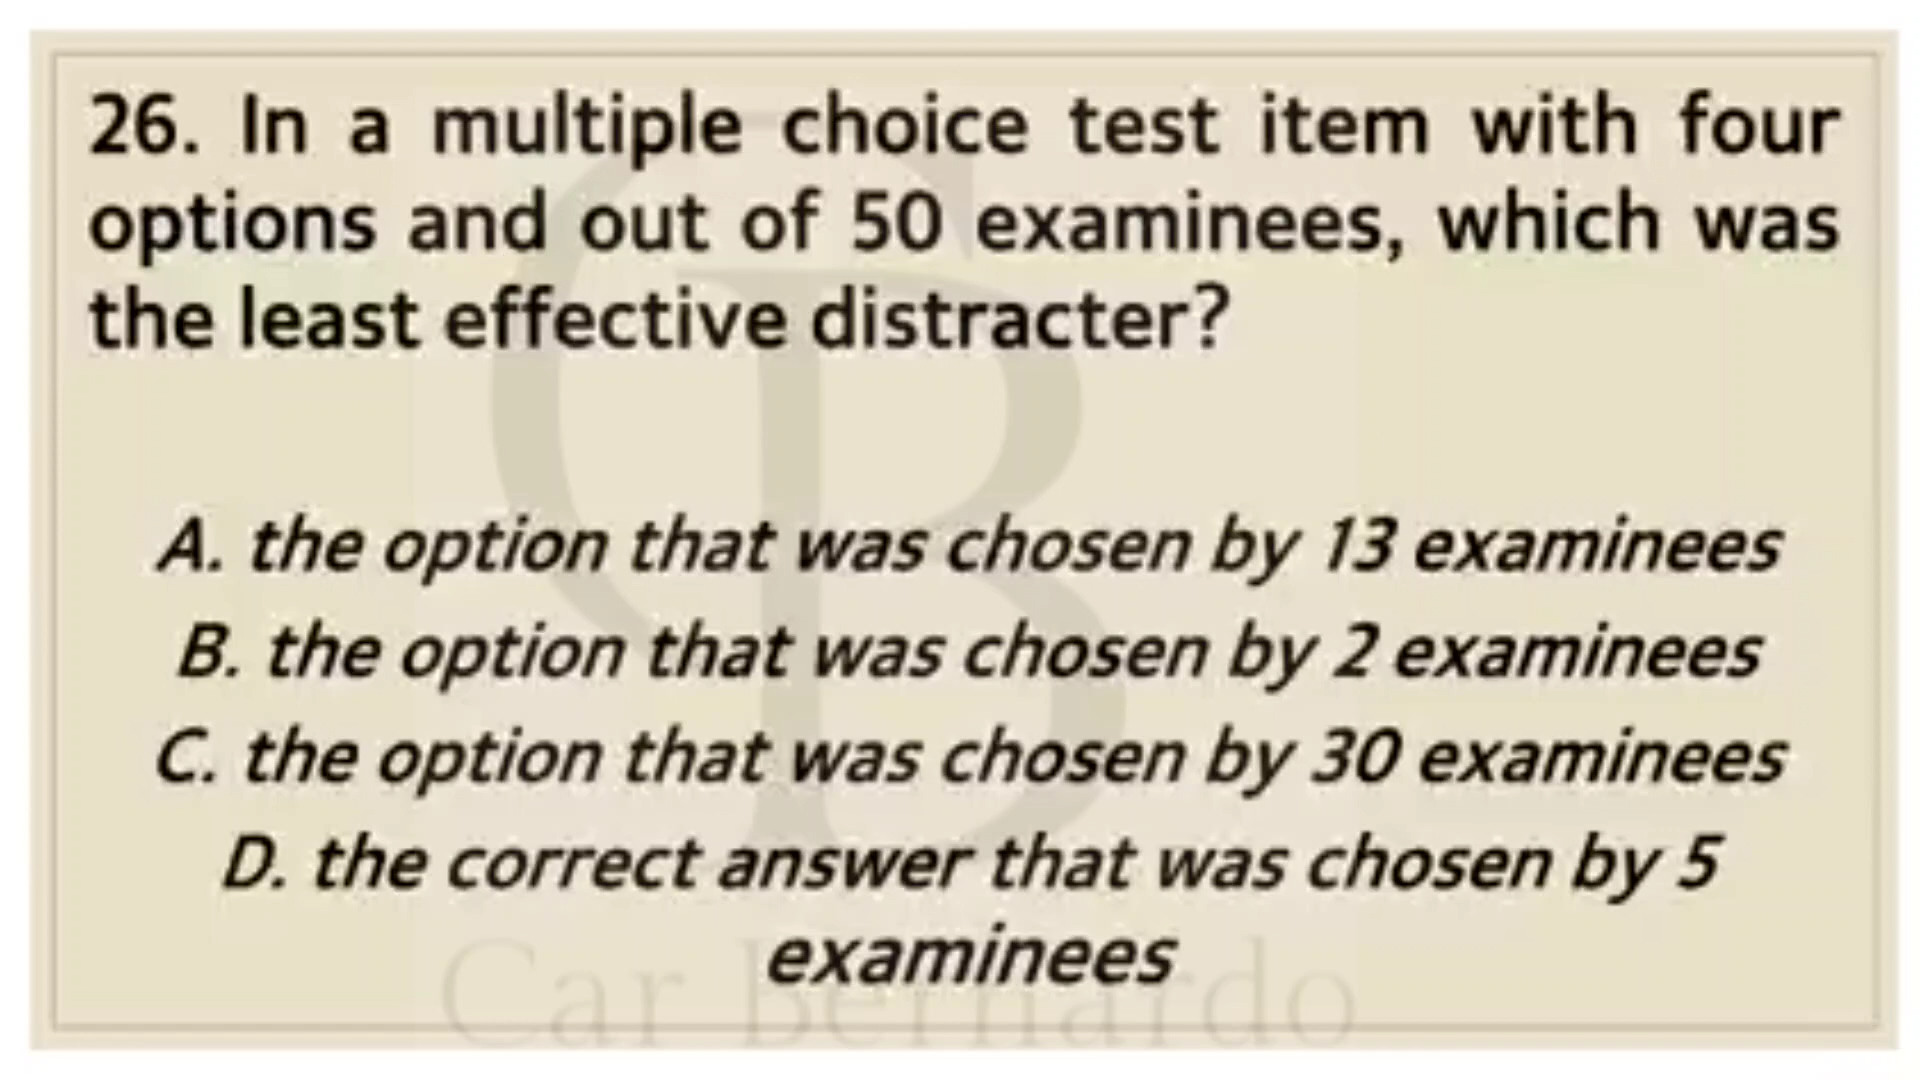 26. In a multiple choice test item with four
options and out of 50 examinees, which was
the least effective distracter?
A. the option that was chosen by 13 examinees
B. the option that was chosen by 2 examinees
C. the option that was chosen by 30 examinees
D. the correct answer that was chosen by 5
examinees
Car Bernardo